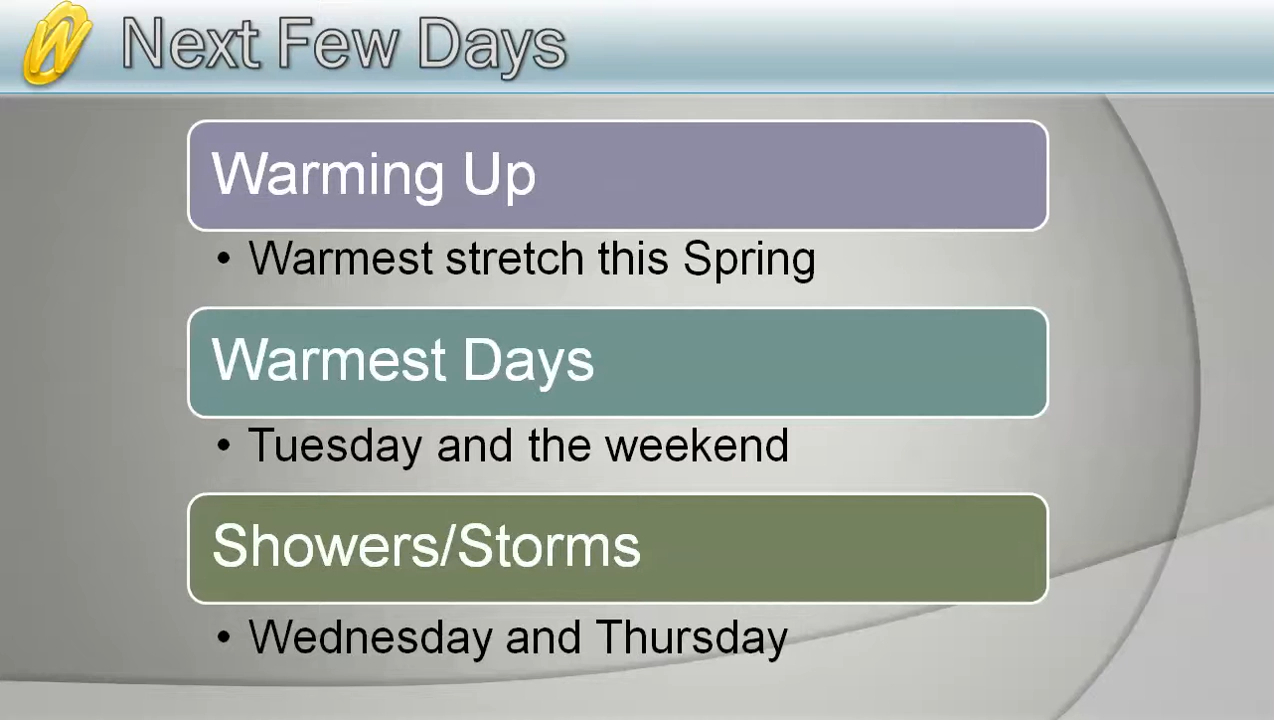 W Next Few Days
Warming Up
• Warmest stretch this Spring
Warmest Days
• Tuesday and the weekend
Showers/Storms
• Wednesday and Thursday